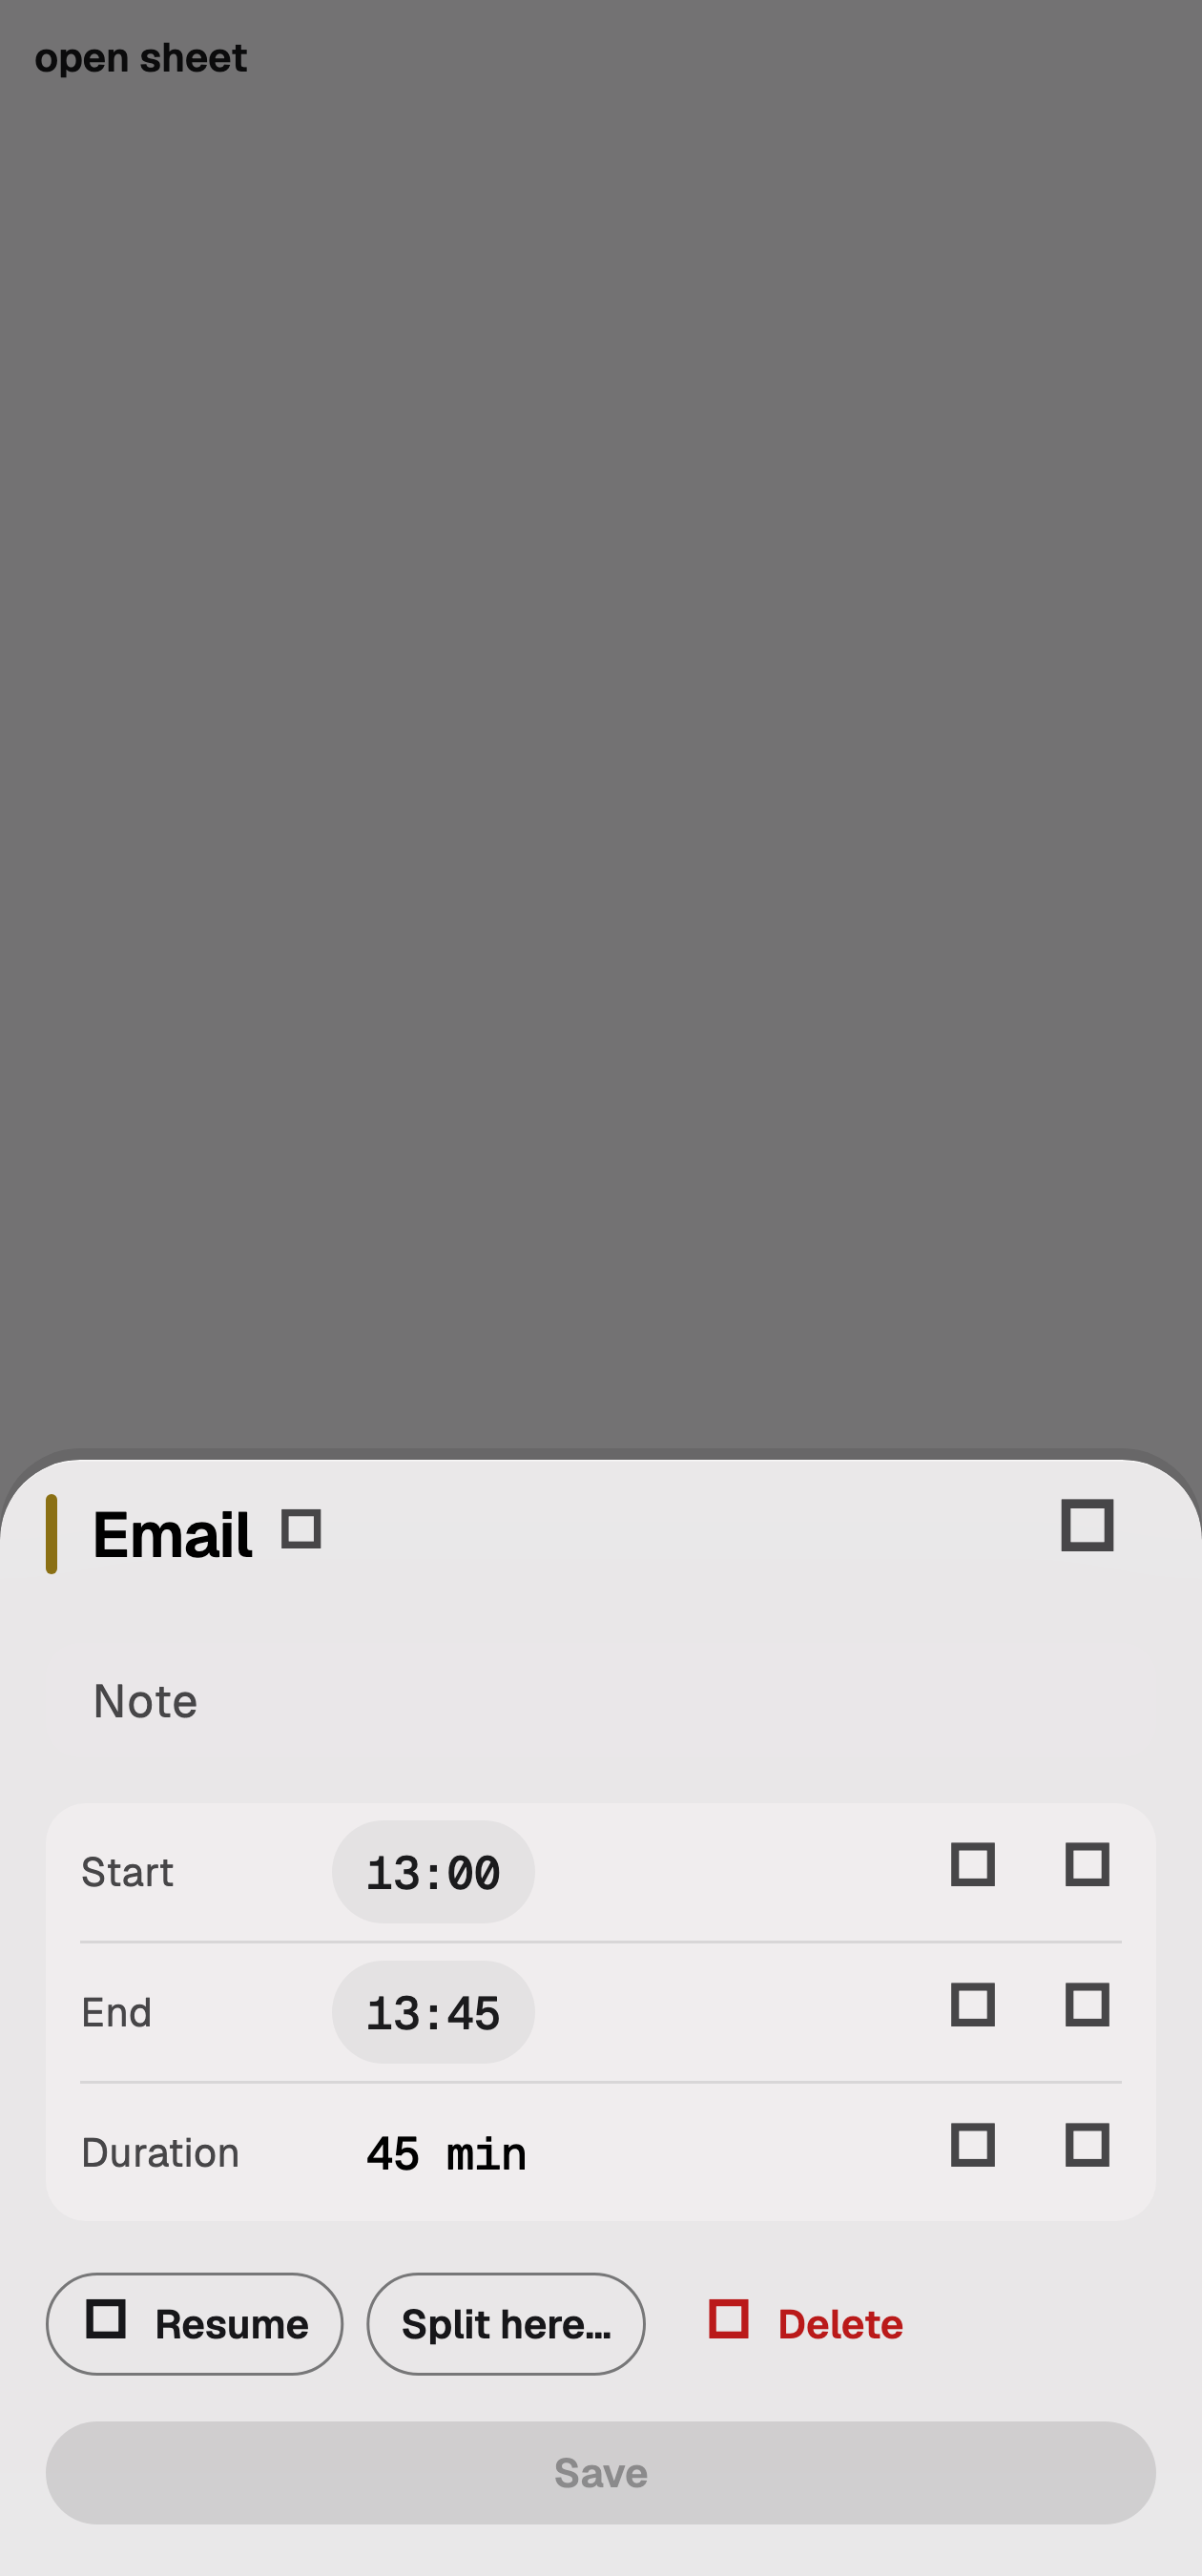 open sheet
Email
Note
Start 13:00
End 13:45
Duration 45 min
Resume Split here... Delete
Save